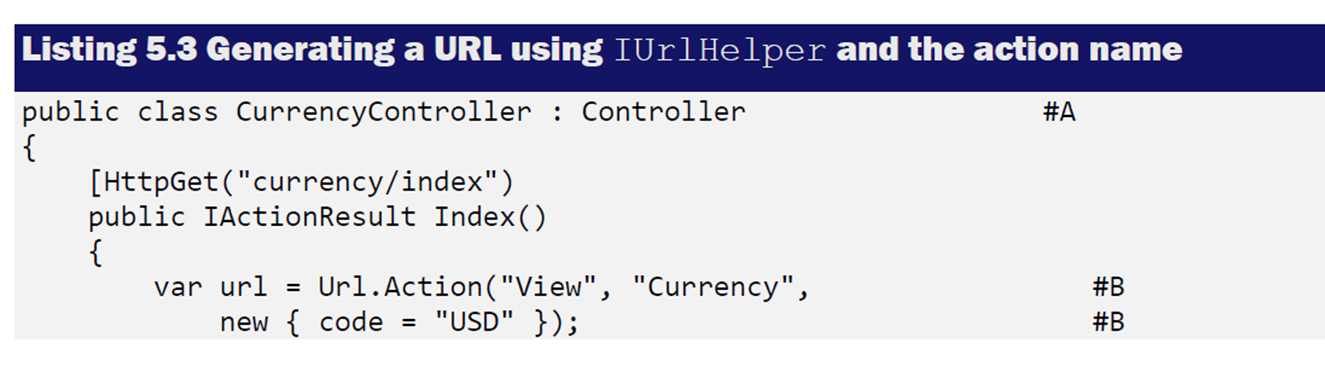 Listing 5.3 Generating a URL using IUrlHelper and the action name
public class CurrencyController : Controller #A
{
[HttpGet("currency/index")
public IActionResult Index()
{
var url = Url.Action("View", "Currency", #B
new { code = "USD" }); #B